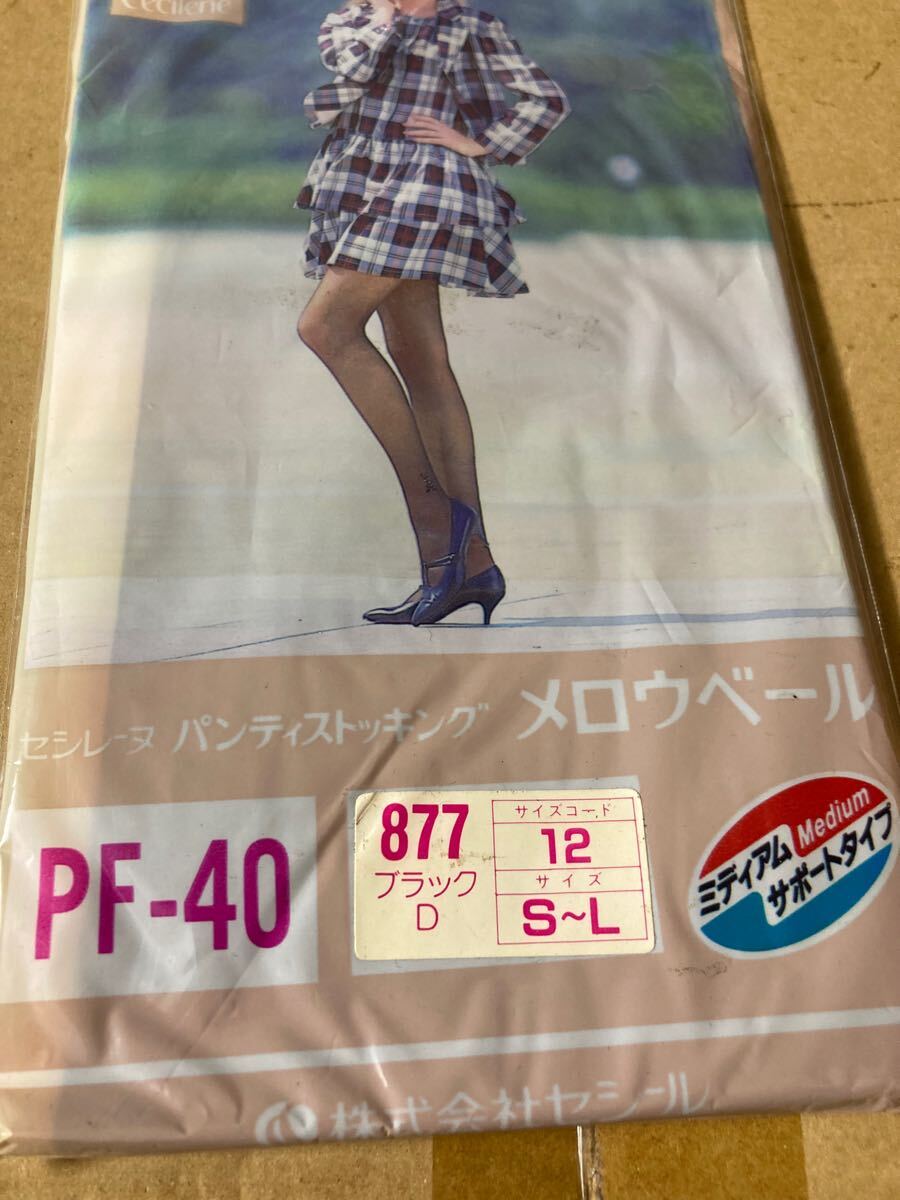 Cécilène
セシレーヌ パンティストッキング メロウベール
PF-40
877
ブラック
D
サイズコード
12
サイズ
S~L
Medium
ミディアム
サポートタイプ
株式会社セシール